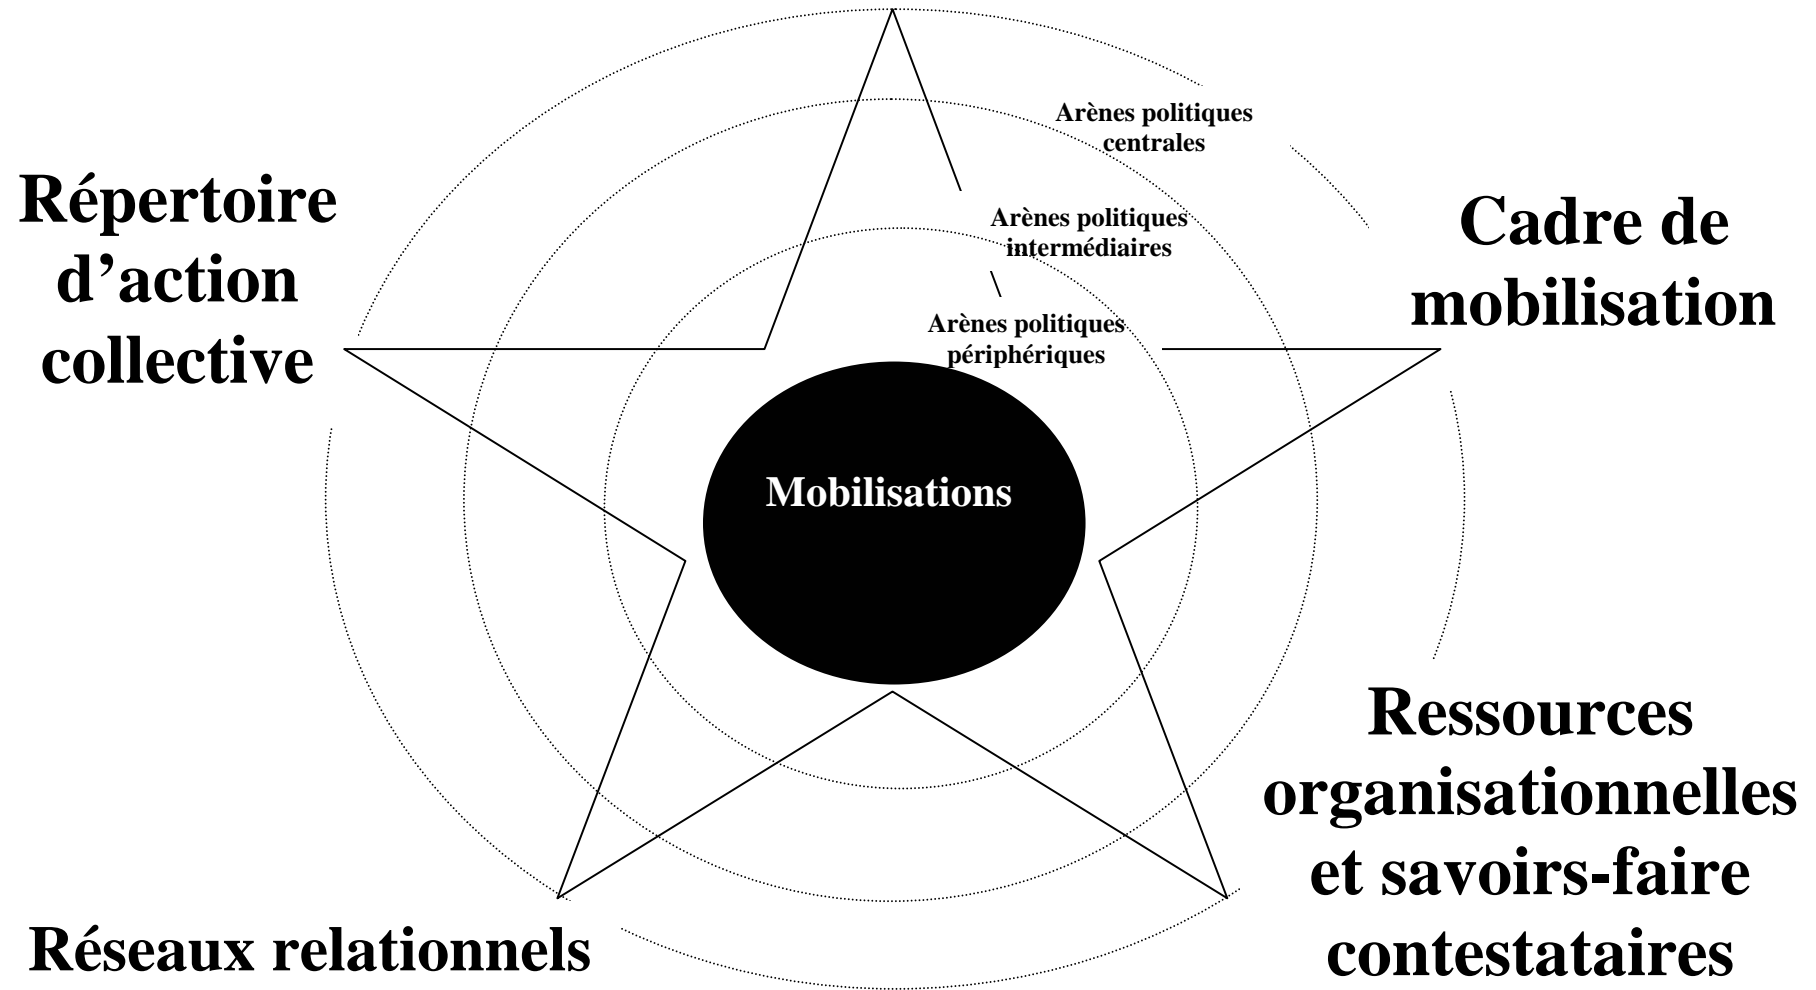 Arènes politiques
centrales
Répertoire
d’action
collective
Cadre de
mobilisation
Arènes politiques
intermédiaires
Arènes politiques
périphériques
Mobilisations
Ressources
organisationnelles
et savoirs-faire
contestataires
Réseaux relationnels